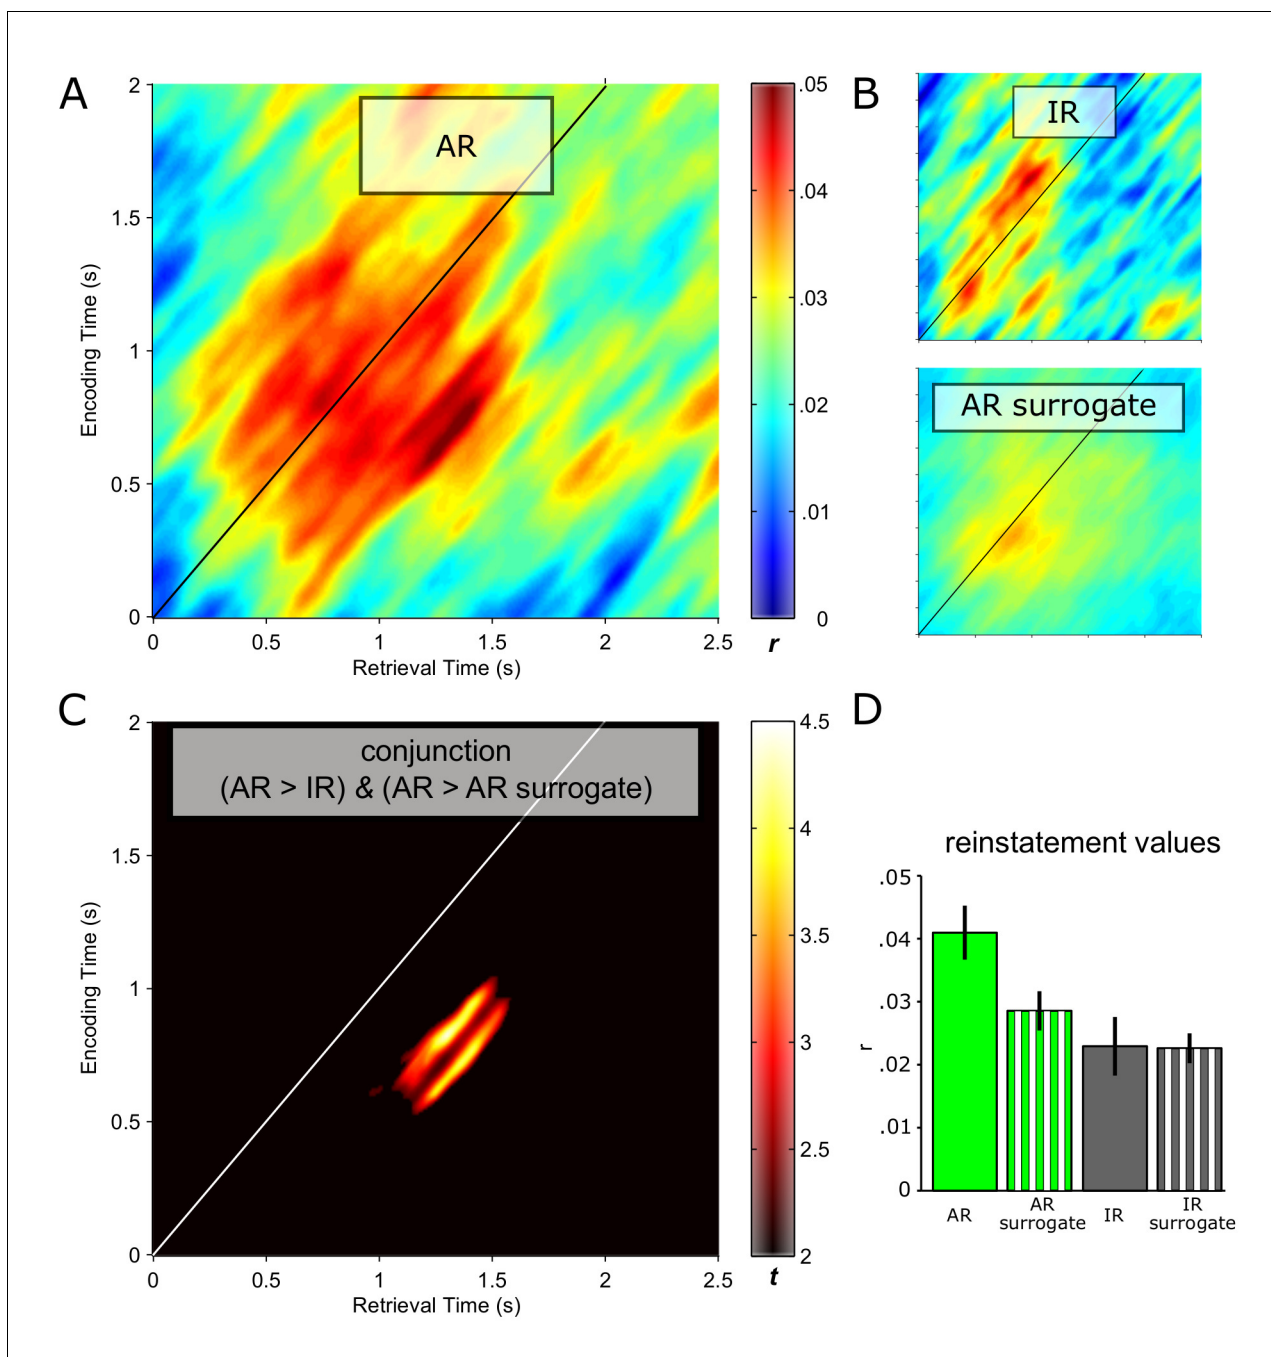 A
AR
2
1.5
1
0.5
0
Encoding Time (s)
0 0.5 1 1.5 2 2.5
Retrieval Time (s)
.05
.04
.03
.02
.01
0
r
B
IR
AR surrogate
C
conjunction
(AR > IR) & (AR > AR surrogate)
2
1.5
1
0.5
0
Encoding Time (s)
0 0.5 1 1.5 2 2.5
Retrieval Time (s)
4.5
4
3.5
3
2.5
2
t
D
reinstatement values
.05
.04
.03
.02
.01
0
r
AR
AR
surrogate
IR
IR
surrogate